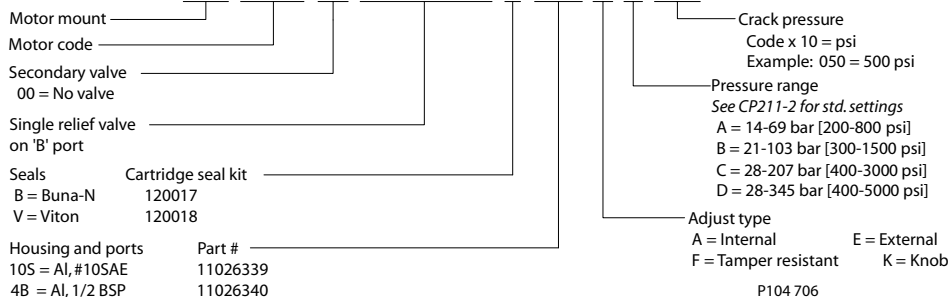 Motor mount
Motor code
Secondary valve
00 = No valve
Single relief valve
on 'B' port
Seals Cartridge seal kit
B = Buna-N 120017
V = Viton 120018
Housing and ports Part #
10S = Al, #10SAE 11026339
4B = Al, 1/2 BSP 11026340
Crack pressure
Code x 10 = psi
Example: 050 = 500 psi
Pressure range
See CP211-2 for std. settings
A = 14-69 bar [200-800 psi]
B = 21-103 bar [300-1500 psi]
C = 28-207 bar [400-3000 psi]
D = 28-345 bar [400-5000 psi]
Adjust type
A = Internal E = External
F = Tamper resistant K = Knob
P104 706